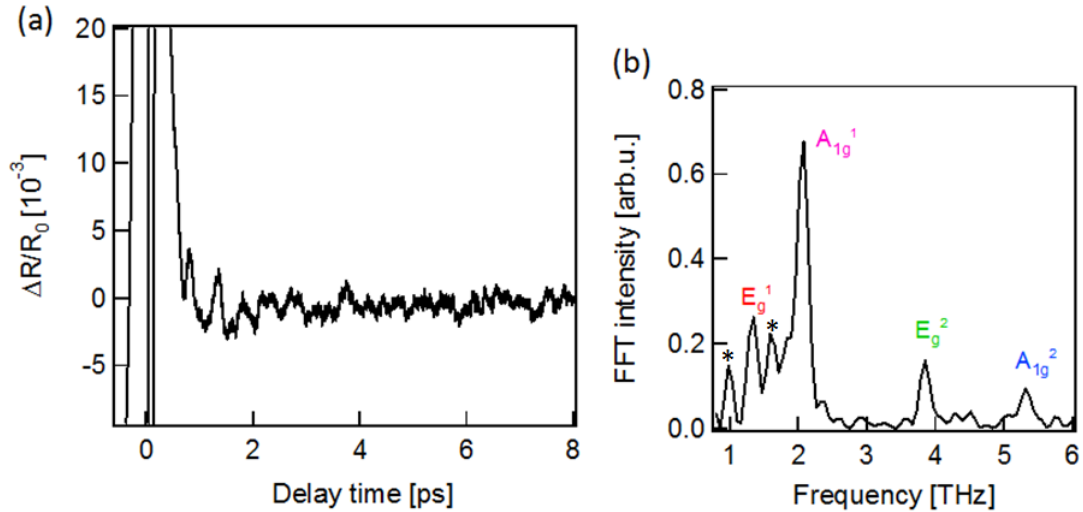 (a)
20
15
10
5
0
-5
ΔR/R₀ [10⁻³]
0 2 4 6 8
Delay time [ps]
(b)
0.8
0.6
0.4
0.2
0.0
FFT intensity [arb.u.]
A₁g¹
Eg¹
*
*
Eg²
A₁g²
1 2 3 4 5 6
Frequency [THz]